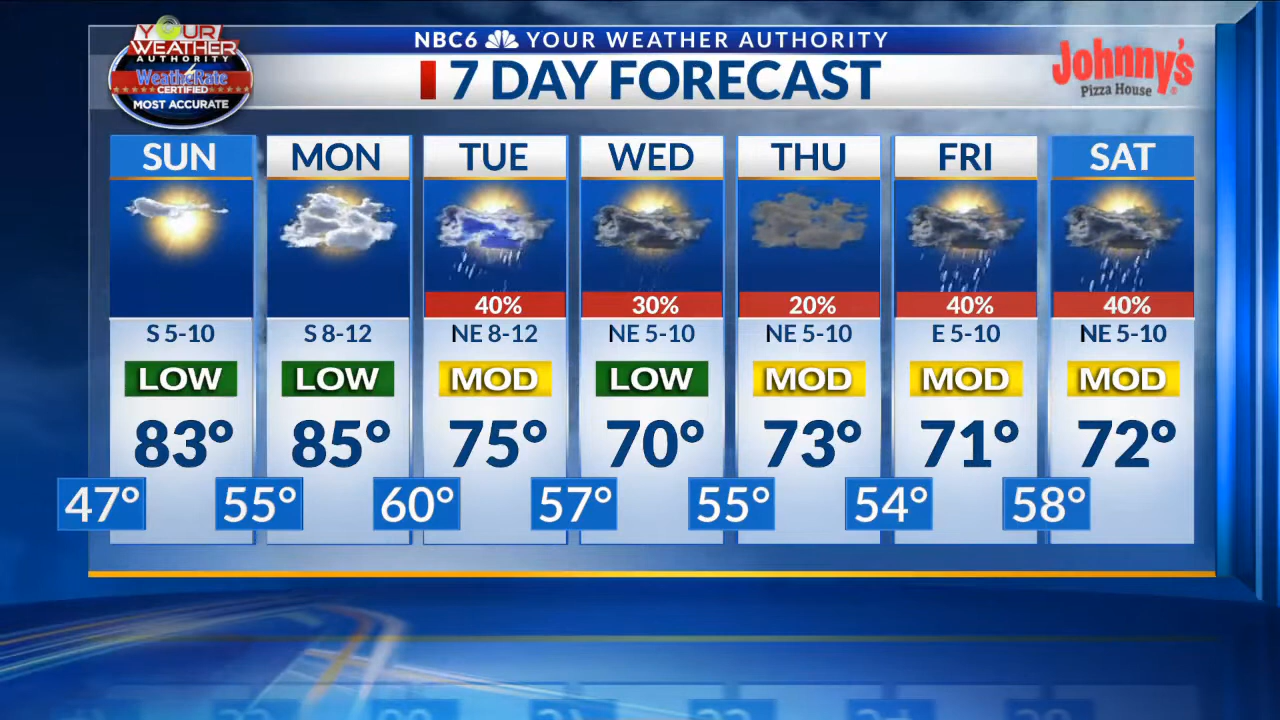 YOUR
WEATHER
AUTHORITY
WeatheRate
CERTIFIED
MOST ACCURATE
NBC6 YOUR WEATHER AUTHORITY
7 DAY FORECAST
Johnny's
Pizza House
SUN MON TUE WED THU FRI SAT
40% 30% 20% 40% 40%
S 5-10 S 8-12 NE 8-12 NE 5-10 NE 5-10 E 5-10 NE 5-10
LOW LOW MOD LOW MOD MOD MOD
83° 85° 75° 70° 73° 71° 72°
47° 55° 60° 57° 55° 54° 58°